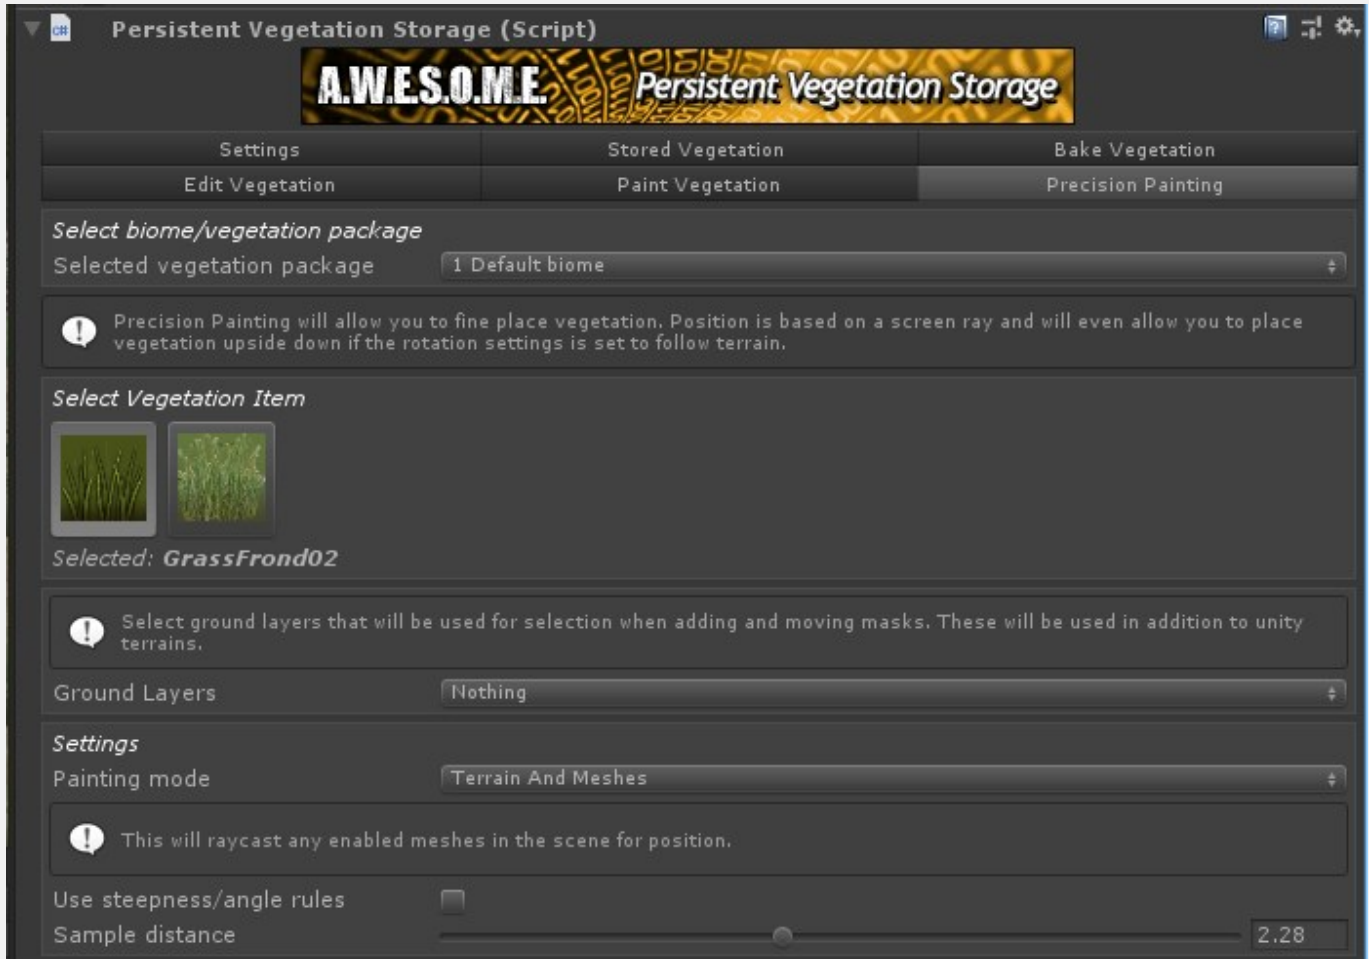 Persistent Vegetation Storage (Script)
A.W.E.S.O.M.E. Persistent Vegetation Storage
Settings Stored Vegetation Bake Vegetation
Edit Vegetation Paint Vegetation Precision Painting
Select biome/vegetation package
Selected vegetation package 1 Default biome
Precision Painting will allow you to fine place vegetation. Position is based on a screen ray and will even allow you to place
vegetation upside down if the rotation settings is set to follow terrain.
Select Vegetation Item
Selected: GrassFrond02
Select ground layers that will be used for selection when adding and moving masks. These will be used in addition to unity
terrains.
Ground Layers Nothing
Settings
Painting mode Terrain And Meshes
This will raycast any enabled meshes in the scene for position.
Use steepness/angle rules
Sample distance 2.28